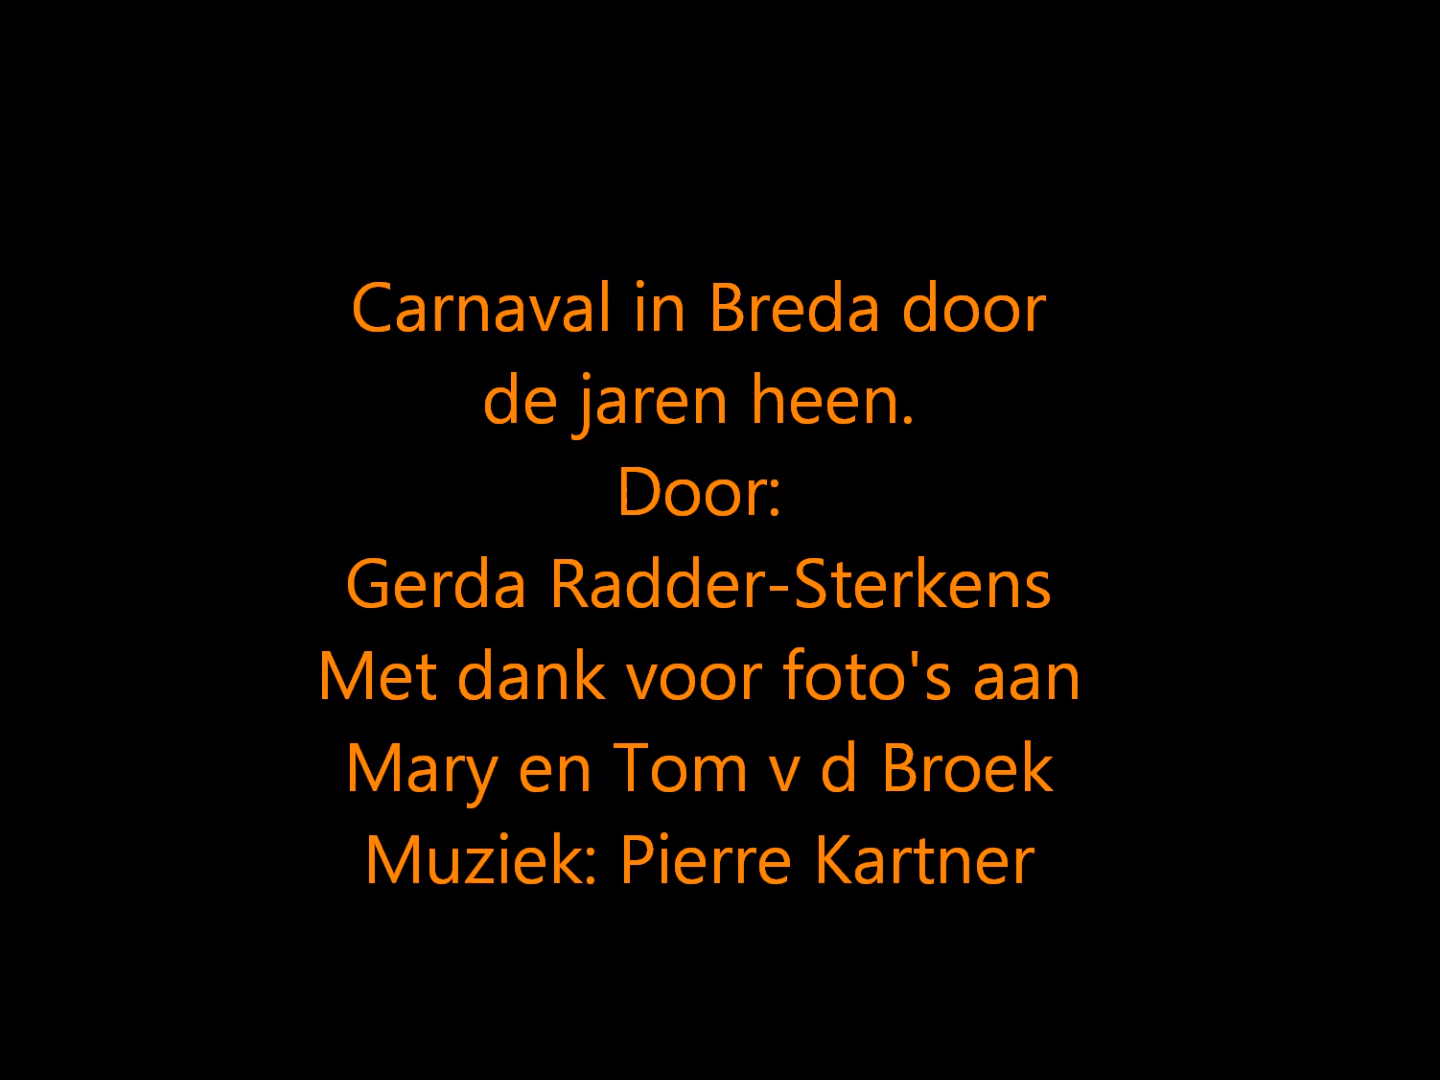 Carnaval in Breda door
de jaren heen.
Door:
Gerda Radder-Sterkens
Met dank voor foto's aan
Mary en Tom v d Broek
Muziek: Pierre Kartner